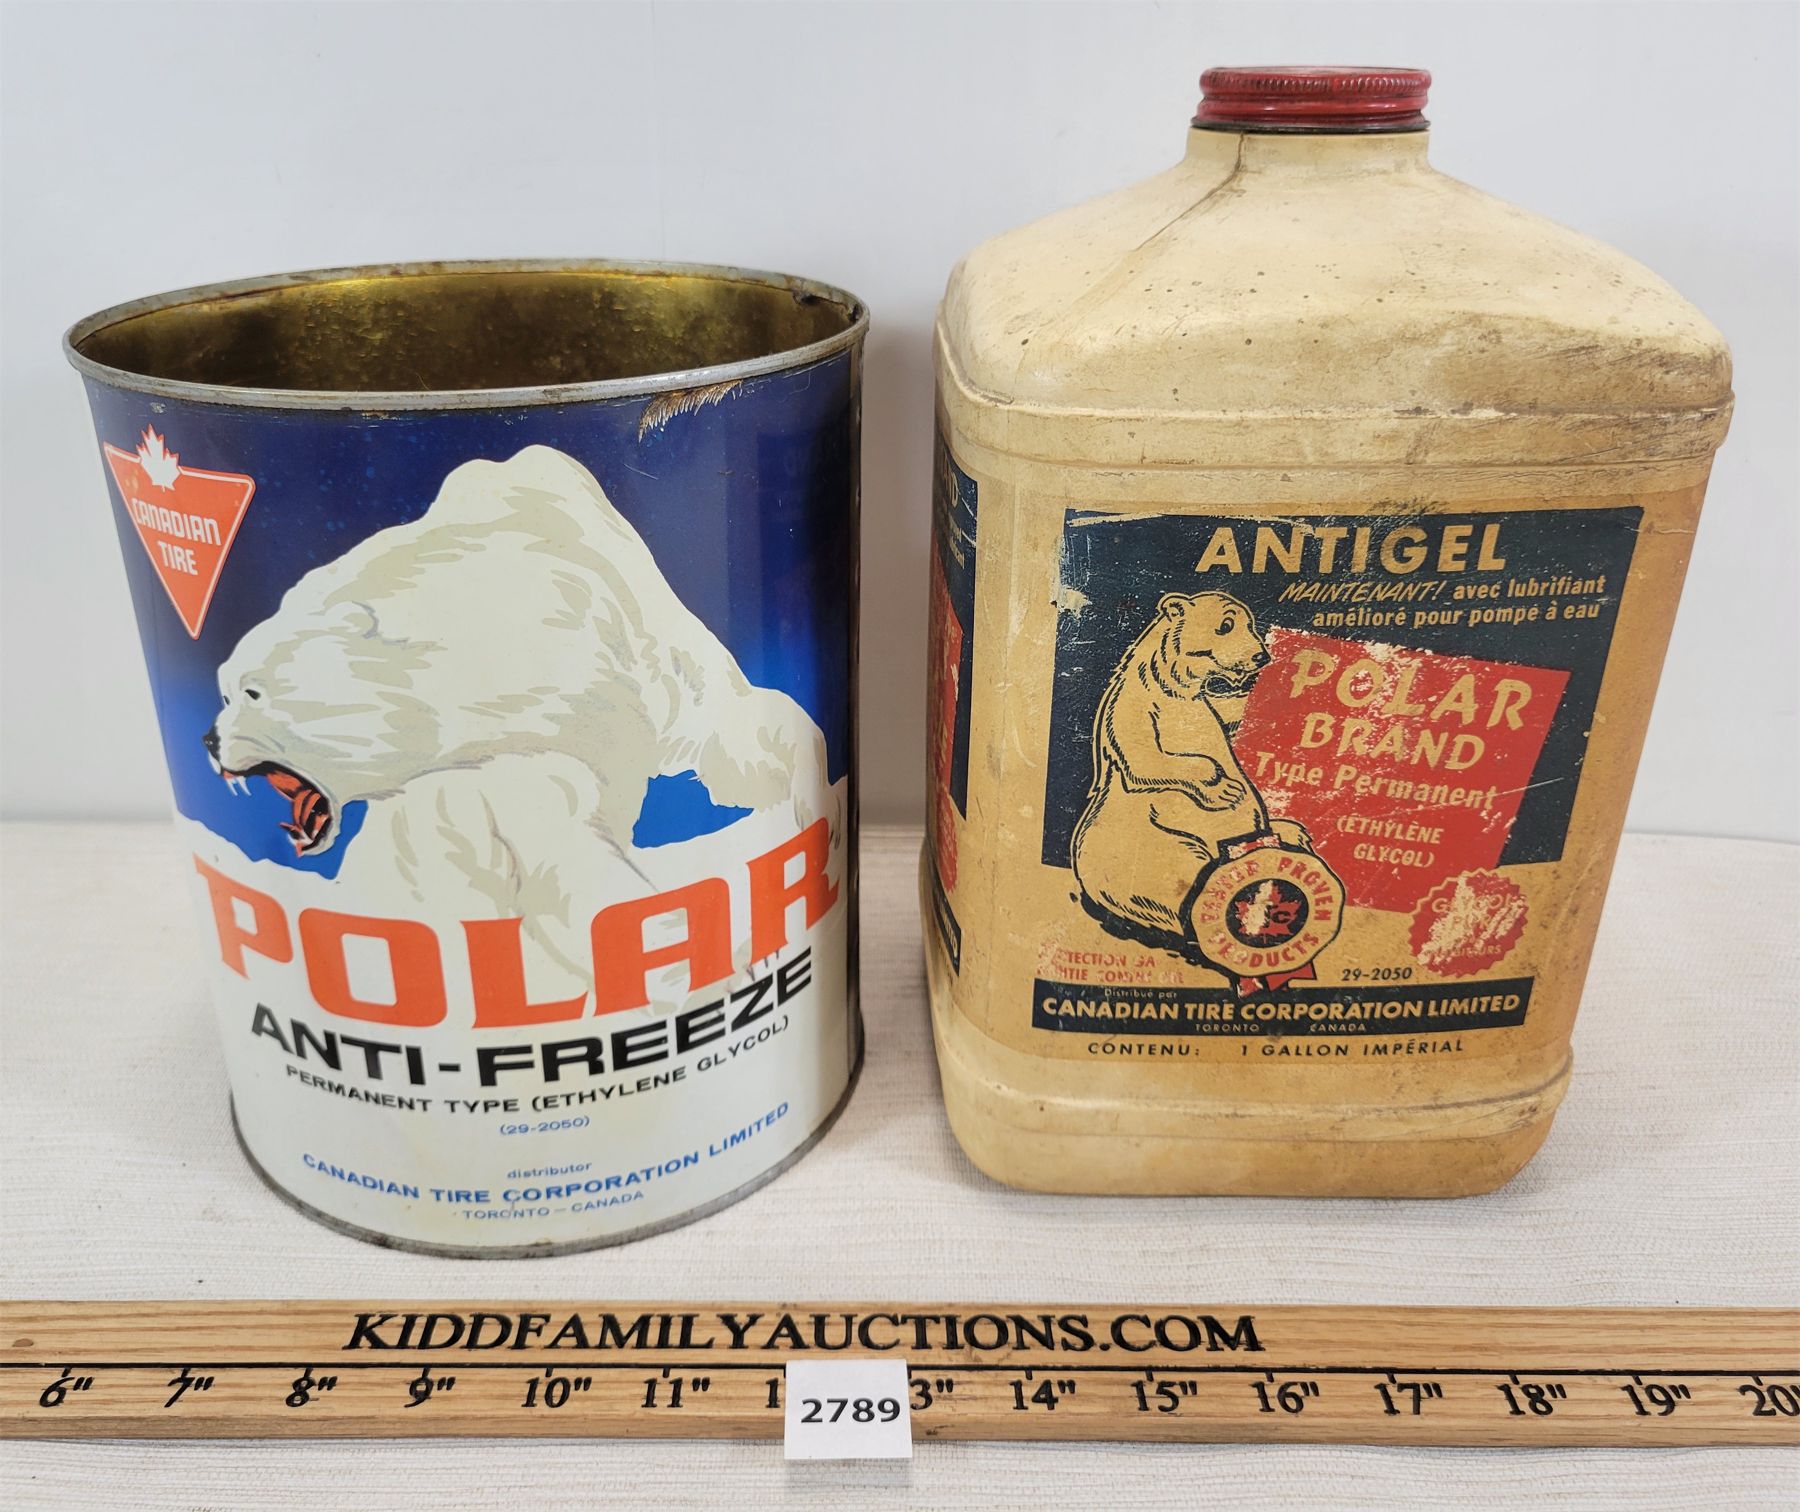 CANADIAN
TIRE
POLAR
ANTI-FREEZE
PERMANENT TYPE (ETHYLENE GLYCOL)
(29-2050)
distributor
CANADIAN TIRE CORPORATION LIMITED
TORONTO — CANADA
ANTIGEL
MAINTENANT! avec lubrifiant
amélioré pour pompe à eau
POLAR
BRAND
Type Permanent
(ÉTHYLÈNE
GLYCOL)
PROVEN
PRODUCTS
29-2050
Distribué par
CANADIAN TIRE CORPORATION LIMITED
TORONTO CANADA
CONTENU: 1 GALLON IMPÉRIAL
KIDDFAMILYAUCTIONS.COM
6" 7" 8" 9" 10" 11" 3" 14" 15" 16" 17" 18" 19" 20"
2789